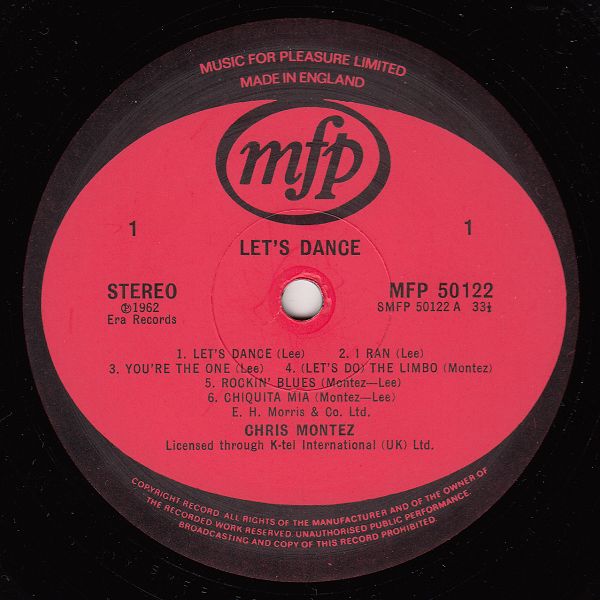 MUSIC FOR PLEASURE LIMITED
MADE IN ENGLAND
mfp
1 1
LET'S DANCE
STEREO MFP 50122
Ⓟ1962 SMFP 50122 A 33⅓
Era Records
1. LET'S DANCE (Lee) 2. I RAN (Lee)
3. YOU'RE THE ONE (Lee) 4. (LET'S DO) THE LIMBO (Montez)
5. ROCKIN' BLUES (Montez—Lee)
6. CHIQUITA MIA (Montez—Lee)
E. H. Morris & Co. Ltd.
CHRIS MONTEZ
Licensed through K-tel International (UK) Ltd.
COPYRIGHT RECORD. ALL RIGHTS OF THE MANUFACTURER AND OF THE OWNER OF
THE RECORDED WORK RESERVED. UNAUTHORISED PUBLIC PERFORMANCE,
BROADCASTING AND COPY OF THIS RECORD PROHIBITED.